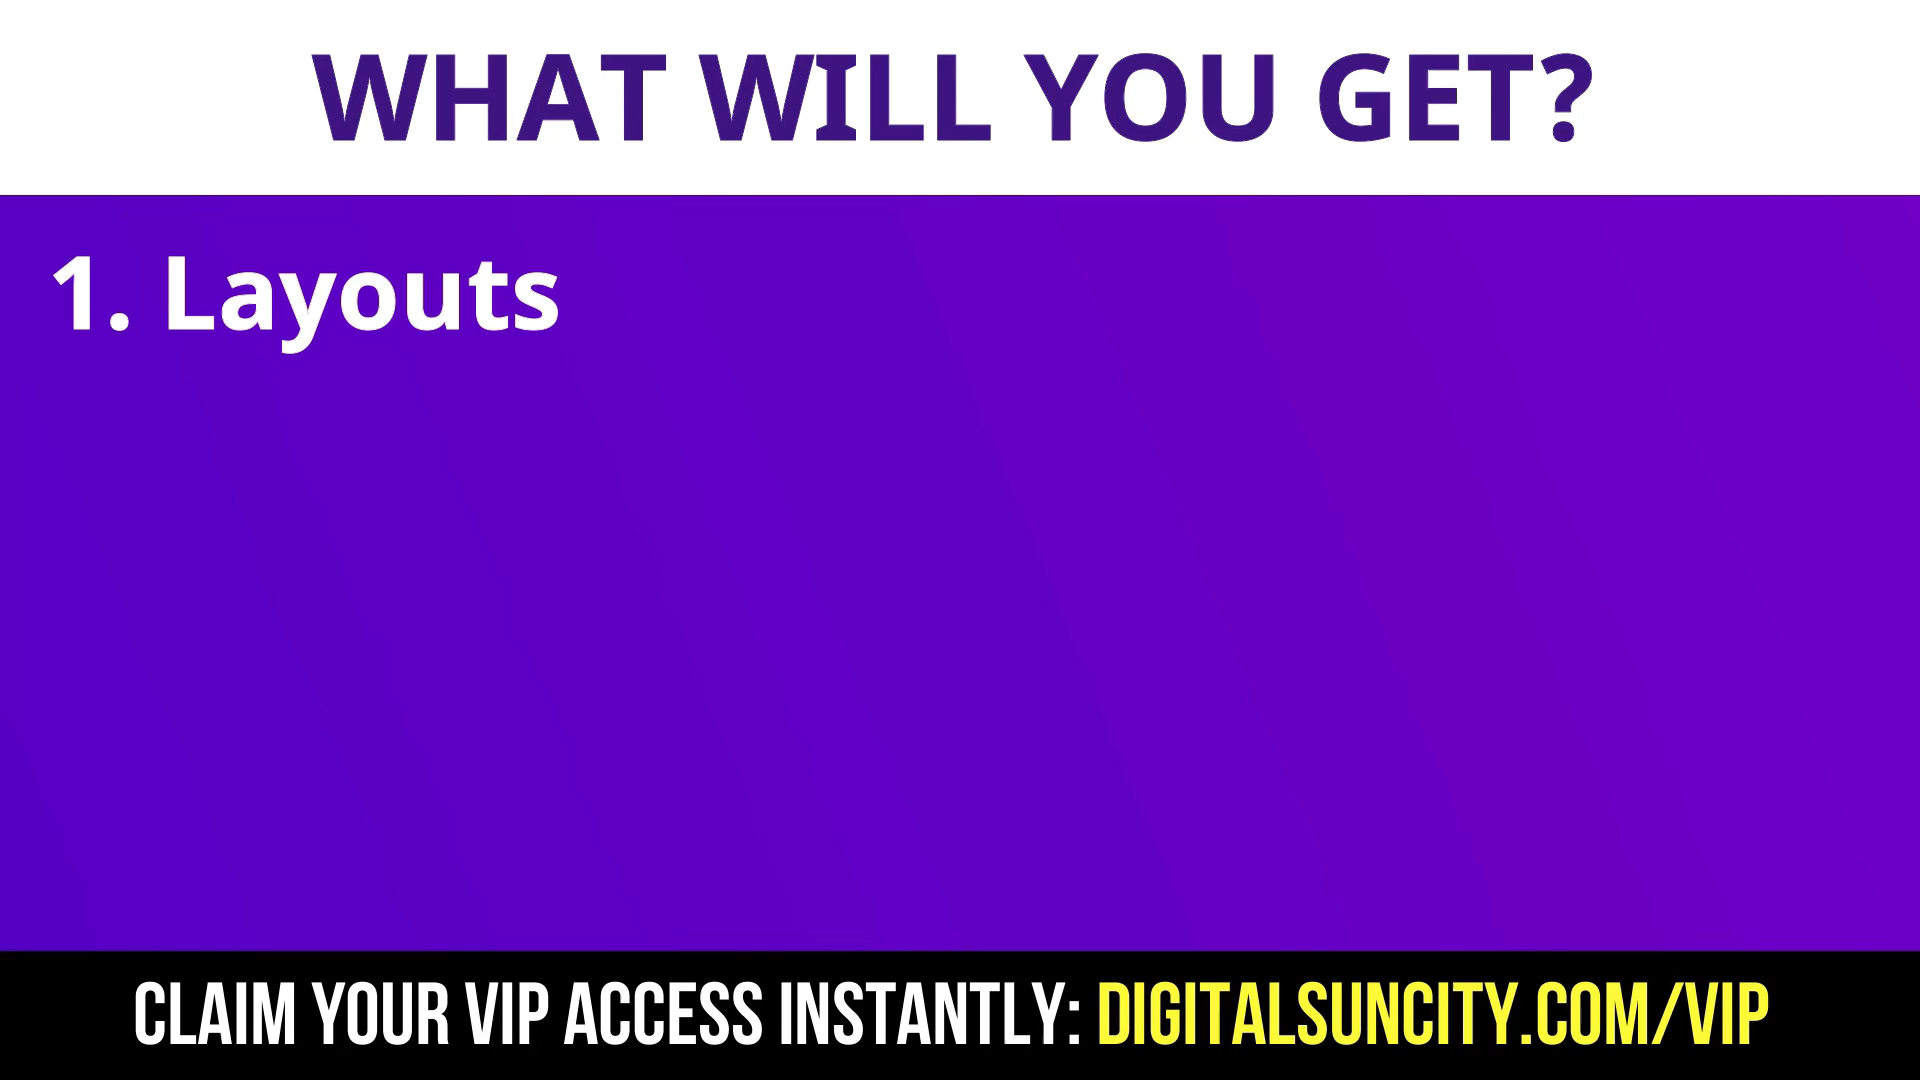 WHAT WILL YOU GET?
1. Layouts
CLAIM YOUR VIP ACCESS INSTANTLY: DIGITALSUNCITY.COM/VIP